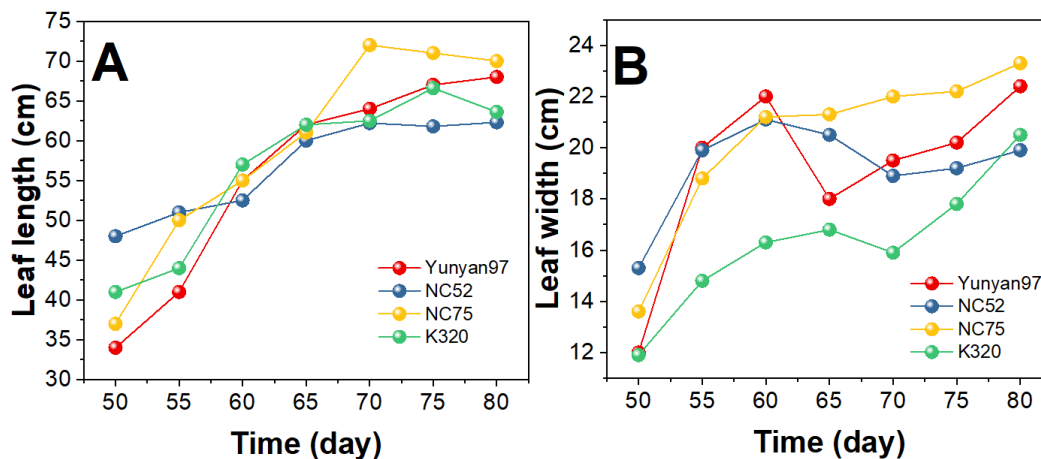 A
Leaf length (cm)
75
70
65
60
55
50
45
40
35
30
Yunyan97
NC52
NC75
K320
50 55 60 65 70 75 80
Time (day)
B
Leaf width (cm)
24
22
20
18
16
14
12
Yunyan97
NC52
NC75
K320
50 55 60 65 70 75 80
Time (day)